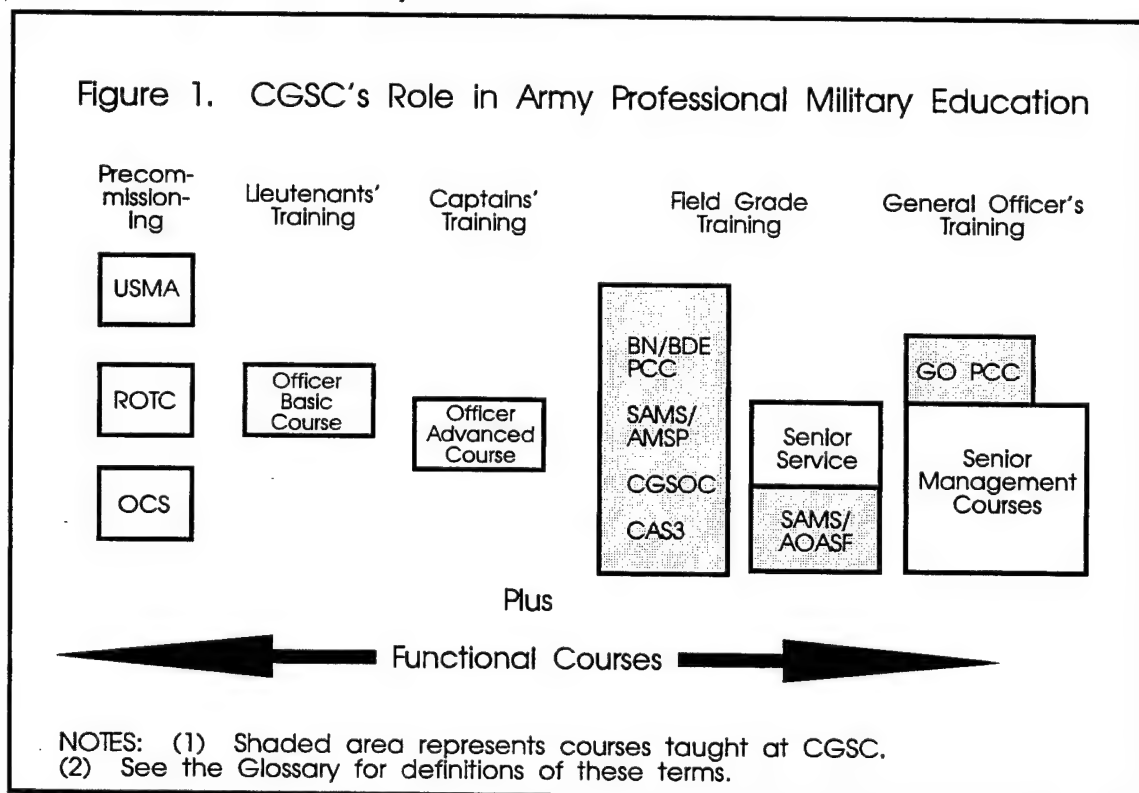 Figure 1. CGSC's Role in Army Professional Military Education
Precom-
mission-
ing
Lieutenants'
Training
Captains'
Training
Field Grade
Training
General Officer's
Training
USMA
ROTC
OCS
Officer
Basic
Course
Officer
Advanced
Course
BN/BDE
PCC
SAMS/
AMSP
CGSOC
CAS3
Senior
Service
SAMS/
AOASF
GO PCC
Senior
Management
Courses
Plus
Functional Courses
NOTES: (1) Shaded area represents courses taught at CGSC.
(2) See the Glossary for definitions of these terms.